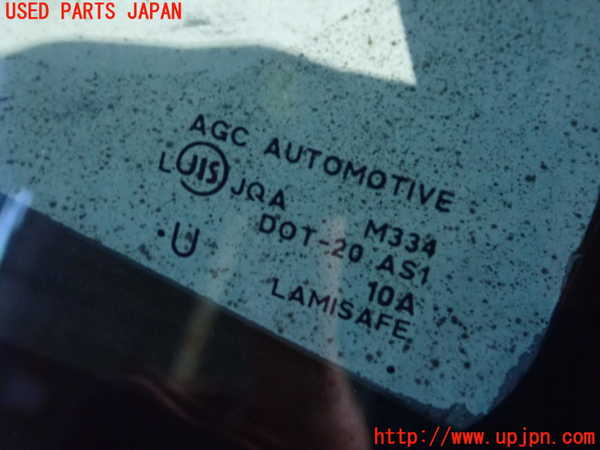 USED PARTS JAPAN
AGC AUTOMOTIVE
L JIS JQA M334
DOT-20 AS1
·U 10A
LAMISAFE
http://www.upjpn.com/